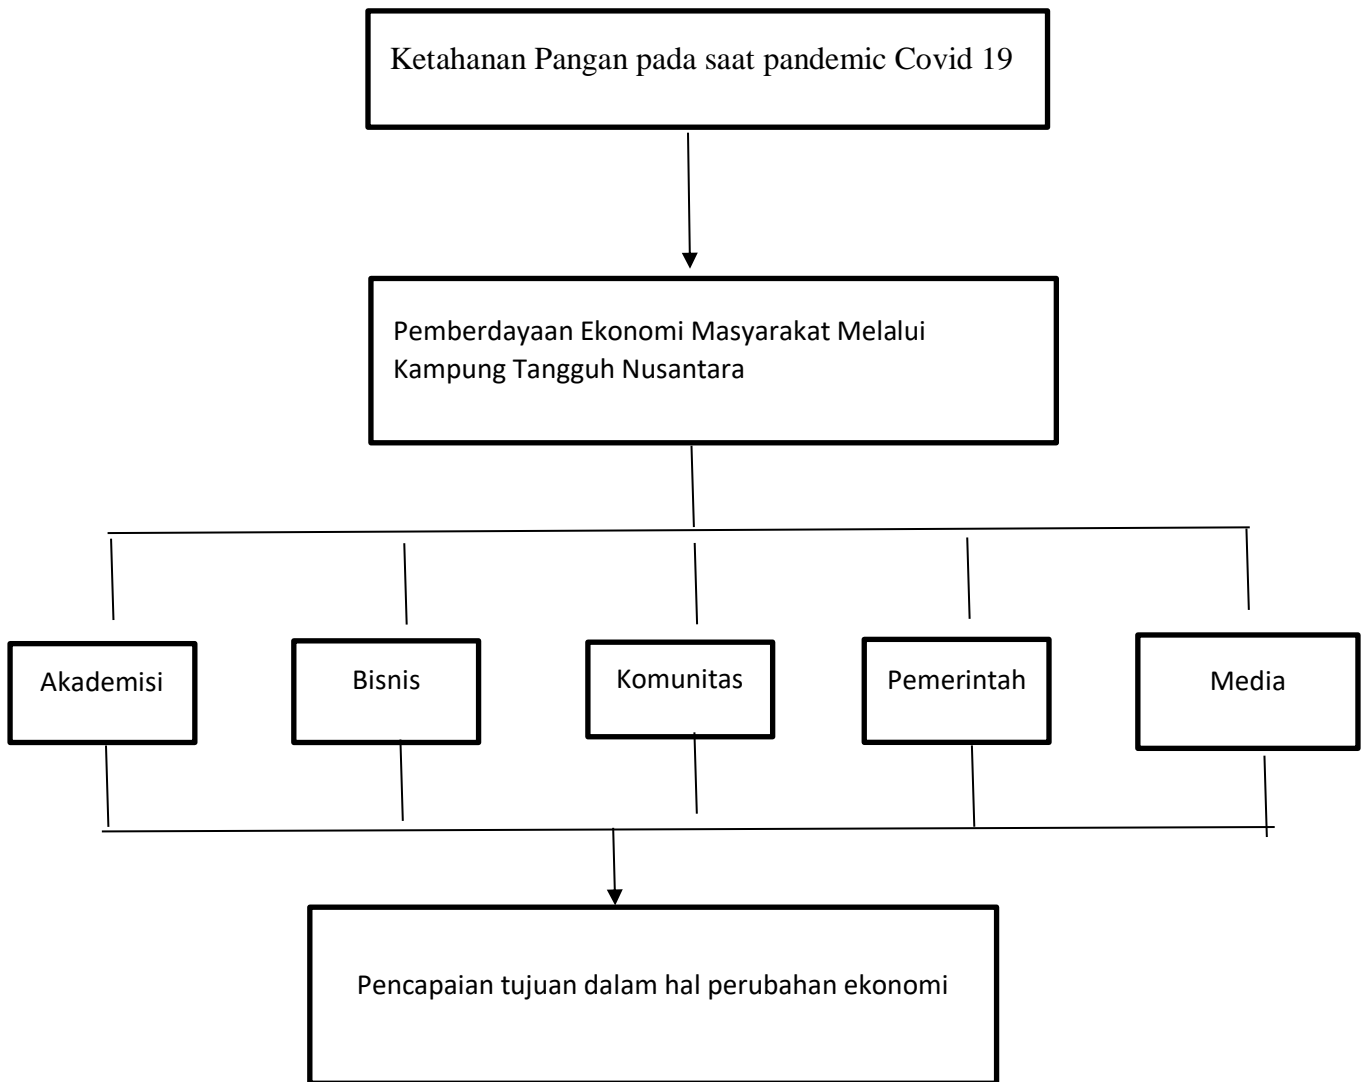 Ketahanan Pangan pada saat pandemic Covid 19
Pemberdayaan Ekonomi Masyarakat Melalui
Kampung Tangguh Nusantara
Akademisi
Bisnis
Komunitas
Pemerintah
Media
Pencapaian tujuan dalam hal perubahan ekonomi